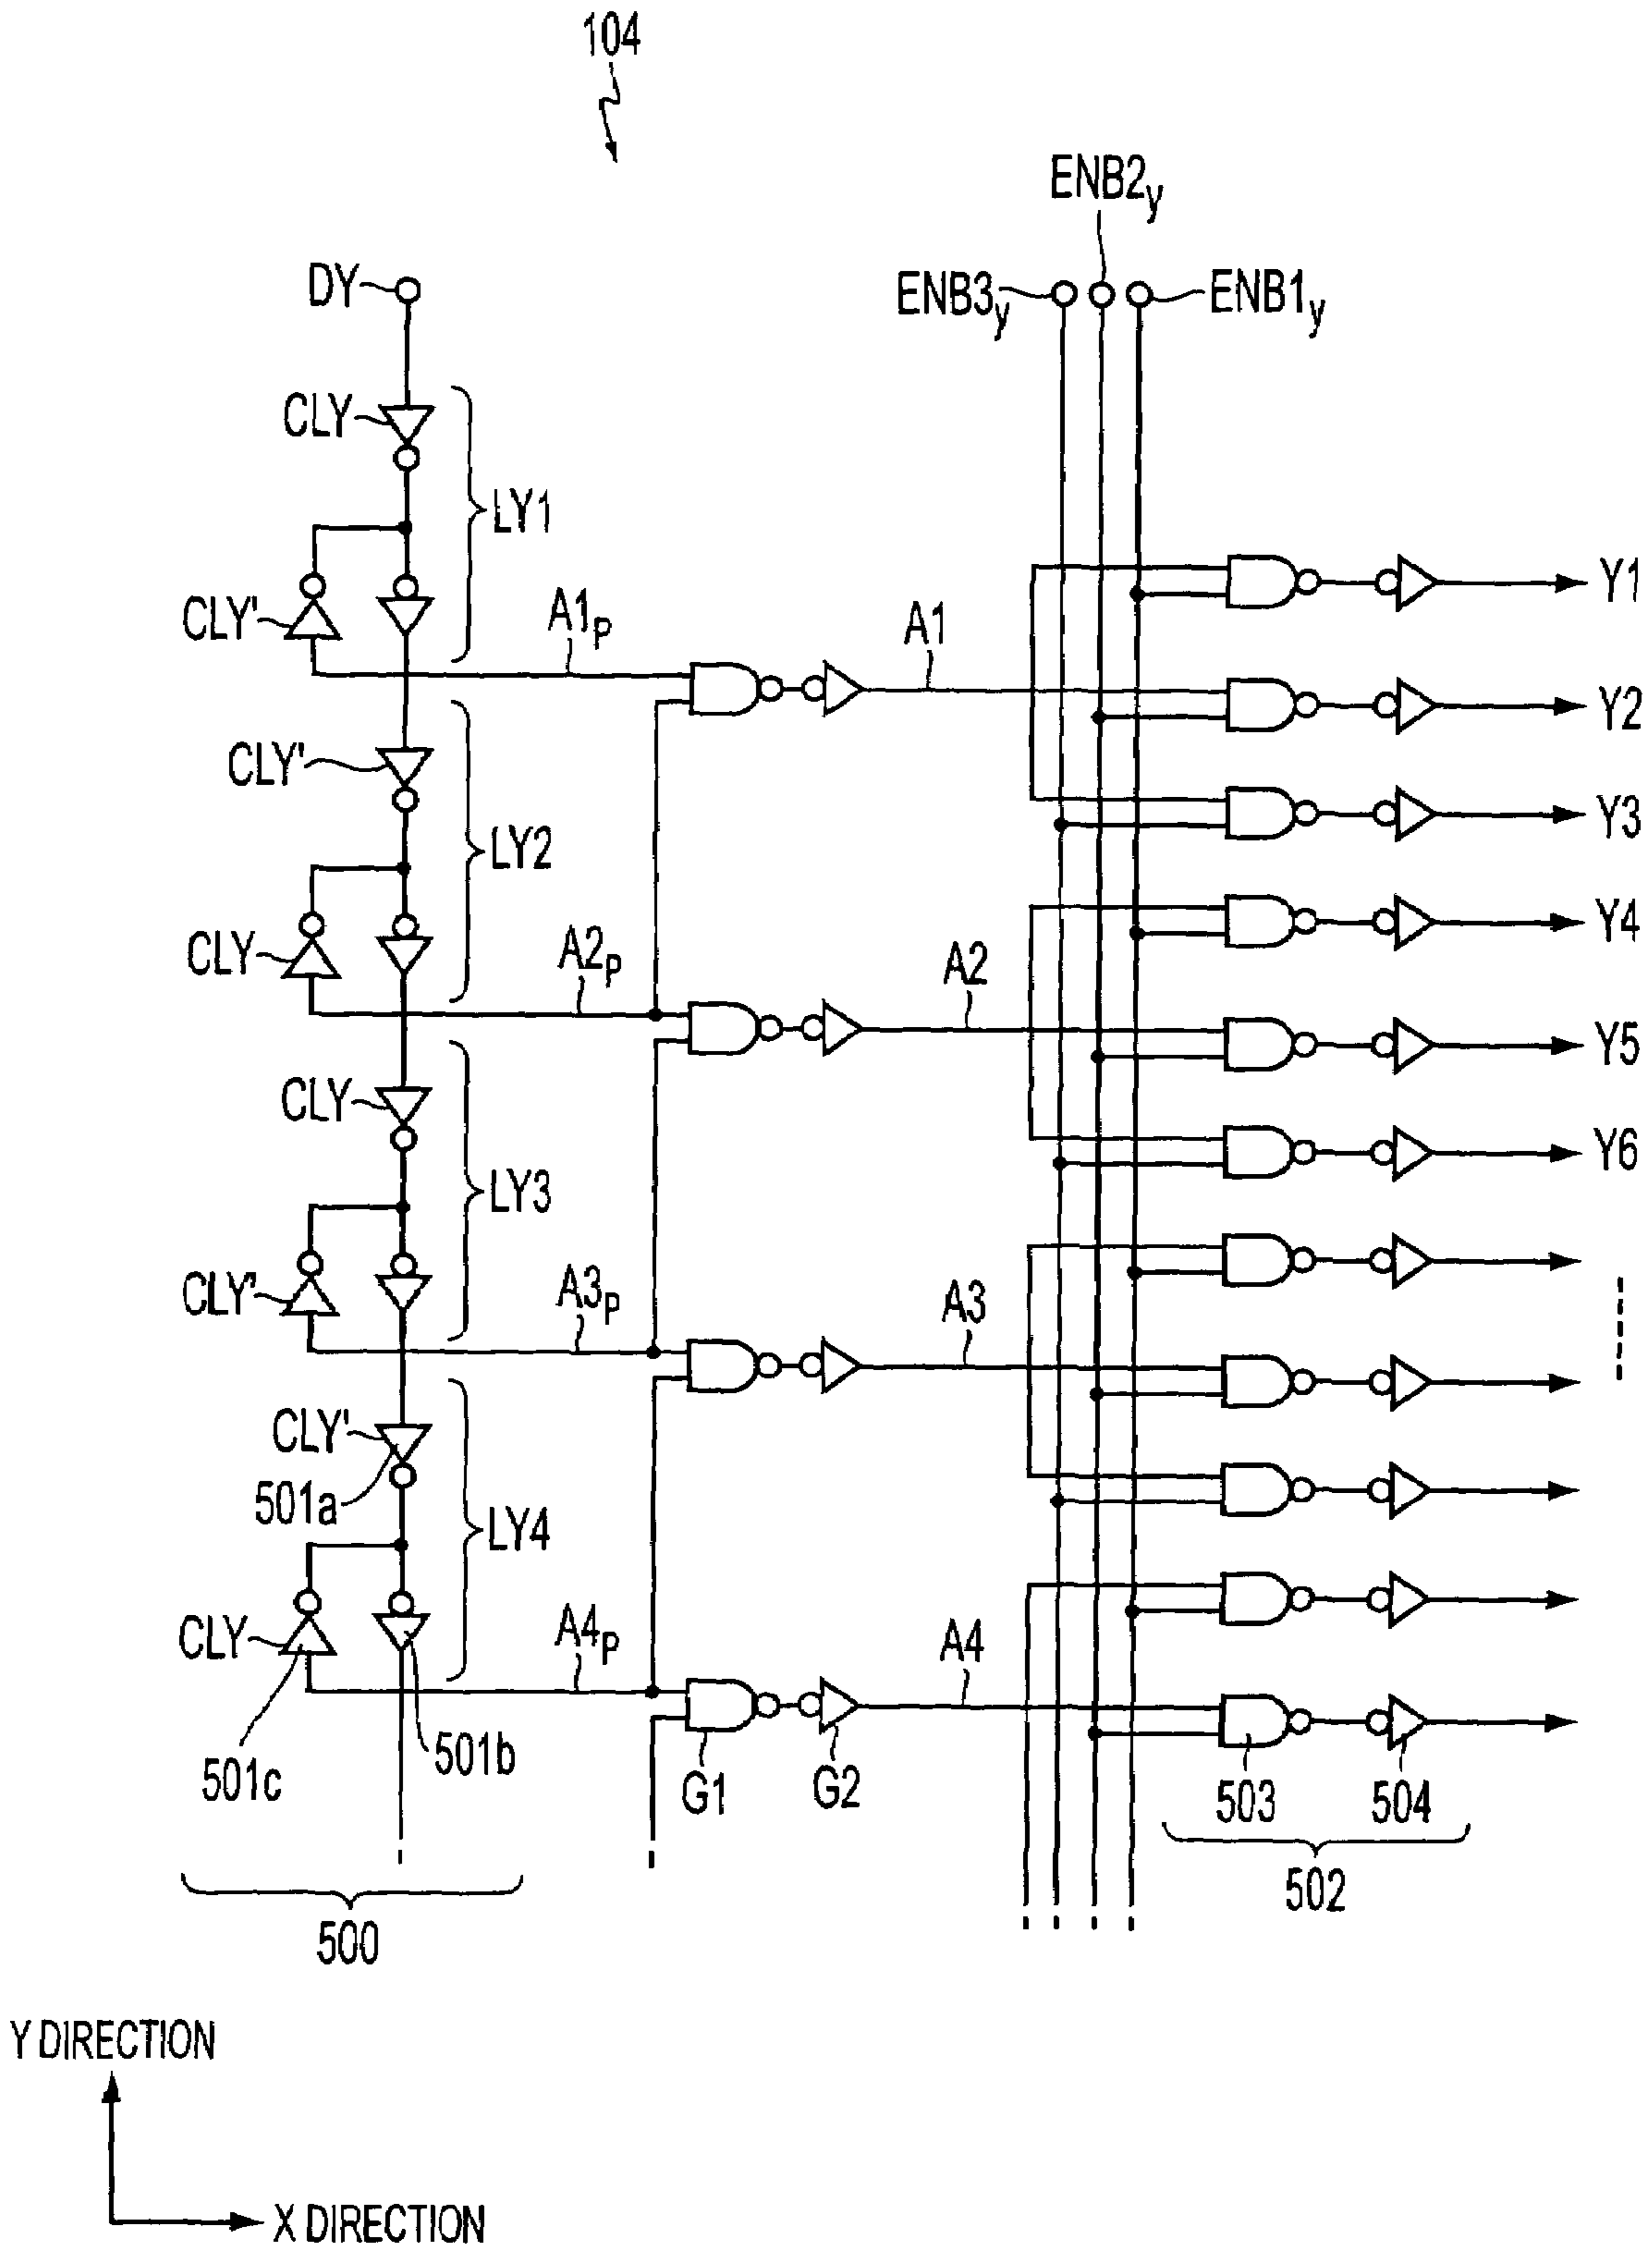 104
ENB2y
DY
ENB3y
ENB1y
CLY
LY1
CLY'
A1P
A1
Y1
Y2
CLY'
LY2
Y3
CLY
A2P
A2
Y4
Y5
CLY
LY3
Y6
CLY'
A3P
A3
CLY'
501a
LY4
CLY
A4P
A4
501c
501b
G1
G2
503
504
500
502
Y DIRECTION
X DIRECTION